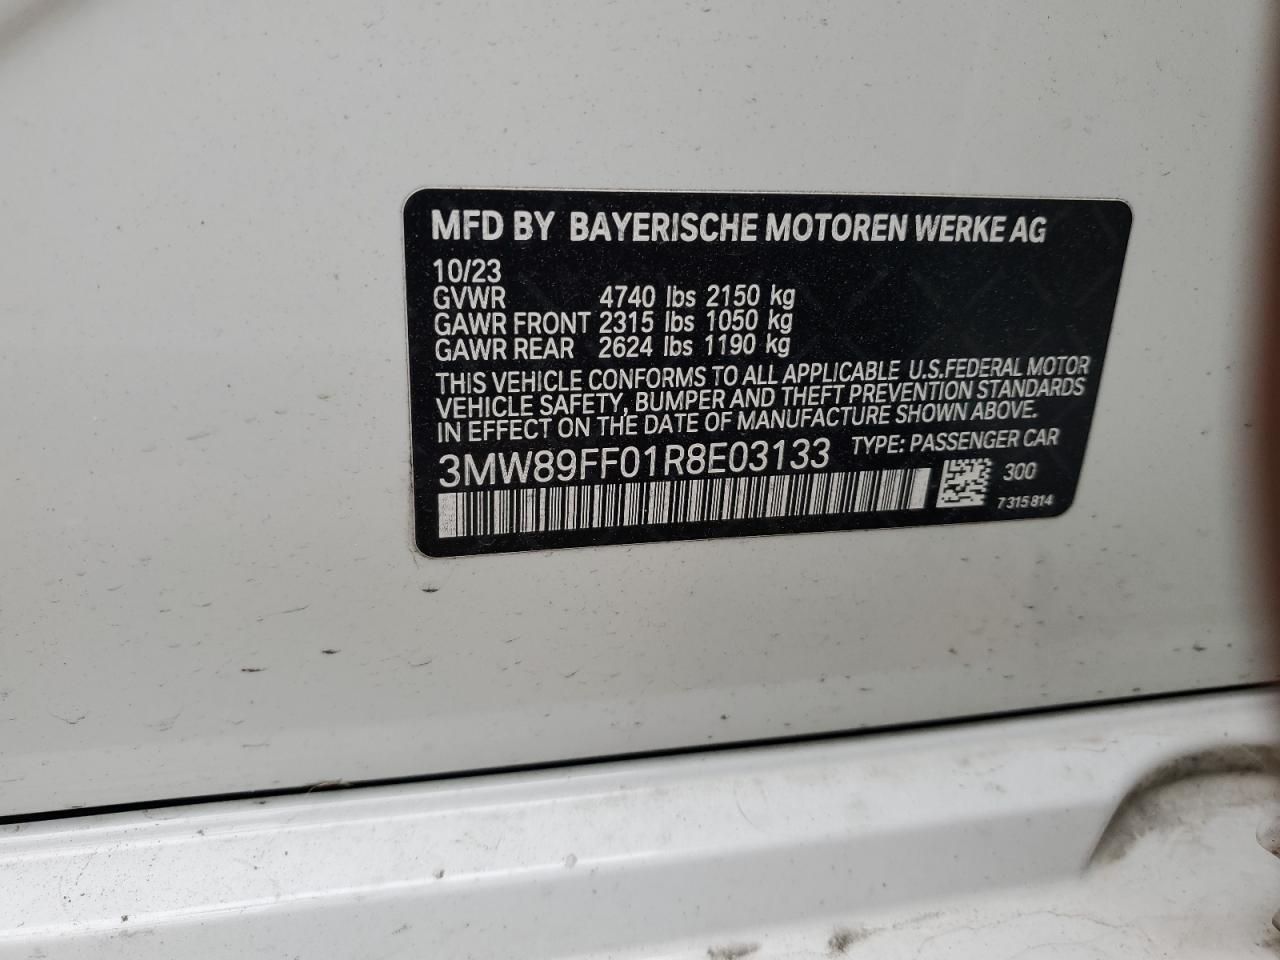 MFD BY BAYERISCHE MOTOREN WERKE AG
10/23
GVWR 4740 lbs 2150 kg
GAWR FRONT 2315 lbs 1050 kg
GAWR REAR 2624 lbs 1190 kg
THIS VEHICLE CONFORMS TO ALL APPLICABLE U.S.FEDERAL MOTOR
VEHICLE SAFETY, BUMPER AND THEFT PREVENTION STANDARDS
IN EFFECT ON THE DATE OF MANUFACTURE SHOWN ABOVE.
3MW89FF01R8E03133 TYPE: PASSENGER CAR
300
7 315 814